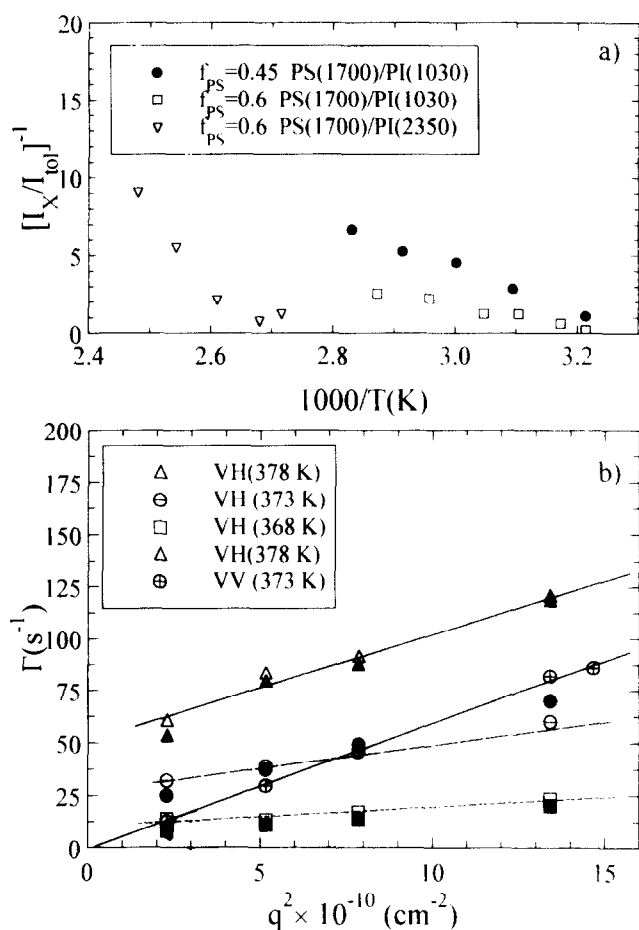 20
15
10
5
0
[I_X/I_tol]^-1
a)
● f_PS=0.45 PS(1700)/PI(1030)
□ f_PS=0.6 PS(1700)/PI(1030)
▽ f_PS=0.6 PS(1700)/PI(2350)
2.4 2.6 2.8 3.0 3.2
1000/T(K)
200
175
150
125
100
75
50
25
0
Γ(s^-1)
b)
VH(378 K)
VH (373 K)
VH (368 K)
VH(378 K)
VV (373 K)
0 5 10 15
q^2 × 10^-10 (cm^-2)